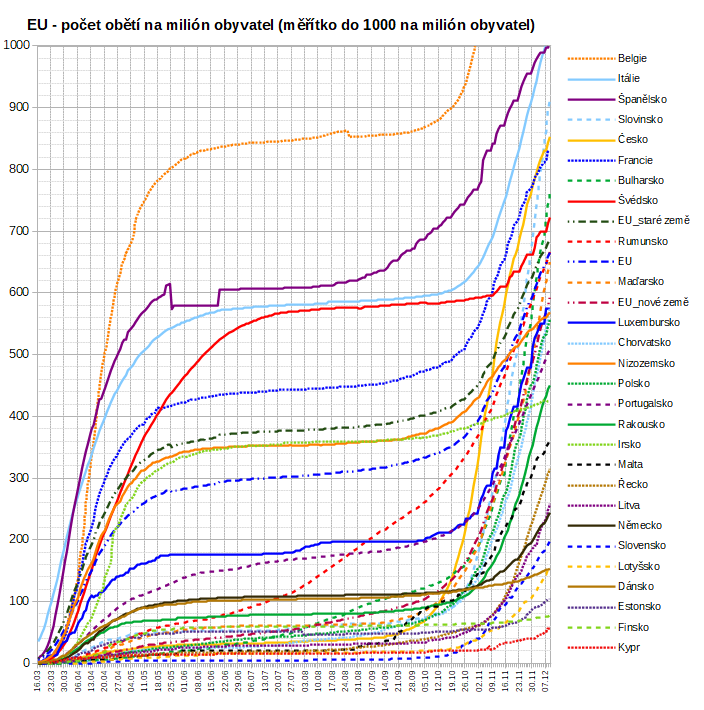 EU - počet obětí na milión obyvatel (měřítko do 1000 na milión obyvatel)
1000
900
800
700
600
500
400
300
200
100
0
16.03
23.03
30.03
06.04
13.04
20.04
27.04
04.05
11.05
18.05
25.05
01.06
08.06
15.06
22.06
29.06
06.07
13.07
20.07
27.07
03.08
10.08
17.08
24.08
31.08
07.09
14.09
21.09
28.09
05.10
12.10
19.10
26.10
02.11
09.11
16.11
23.11
30.11
07.12
Belgie
Itálie
Španělsko
Slovinsko
Česko
Francie
Bulharsko
Švédsko
EU_staré země
Rumunsko
EU
Maďarsko
EU_nové země
Luxembursko
Chorvatsko
Nizozemsko
Polsko
Portugalsko
Rakousko
Irsko
Malta
Řecko
Litva
Německo
Slovensko
Lotyšsko
Dánsko
Estonsko
Finsko
Kypr